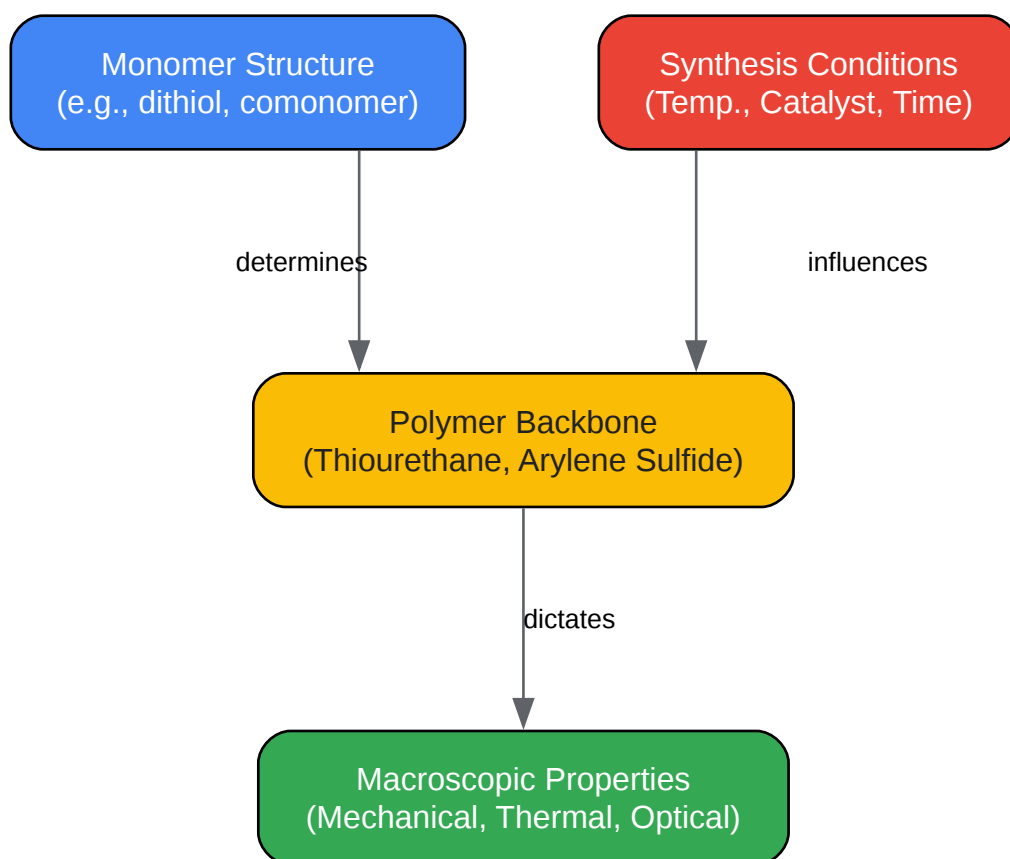 Monomer Structure
(e.g., dithiol, comonomer)
Synthesis Conditions
(Temp., Catalyst, Time)
determines
influences
Polymer Backbone
(Thiourethane, Arylene Sulfide)
dictates
Macroscopic Properties
(Mechanical, Thermal, Optical)